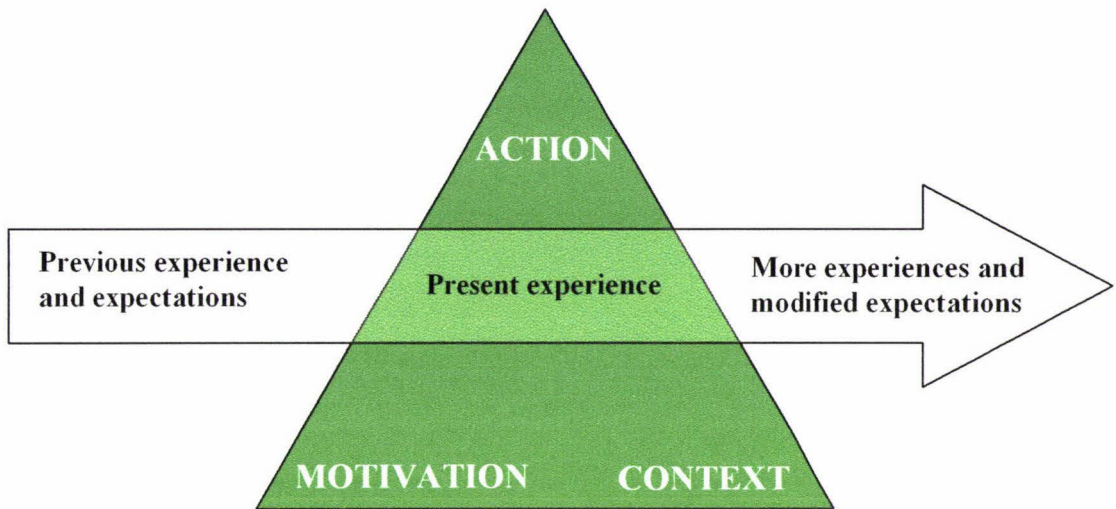 ACTION
Previous experience
and expectations
Present experience
More experiences and
modified expectations
MOTIVATION
CONTEXT